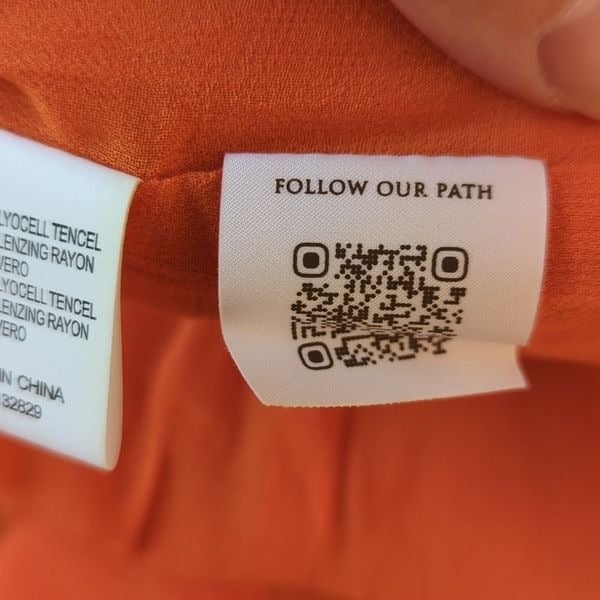 LYOCELL TENCEL
LENZING RAYON
VERO
LYOCELL TENCEL
LENZING RAYON
VERO
IN CHINA
32829
FOLLOW OUR PATH